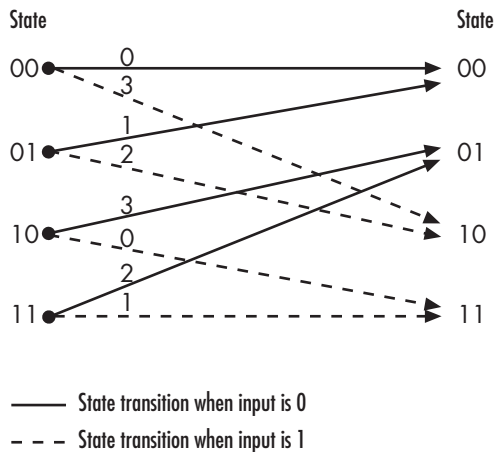 State State
00 0 00
3
01 1 01
2
10 3 10
0
11 2 11
1
State transition when input is 0
State transition when input is 1